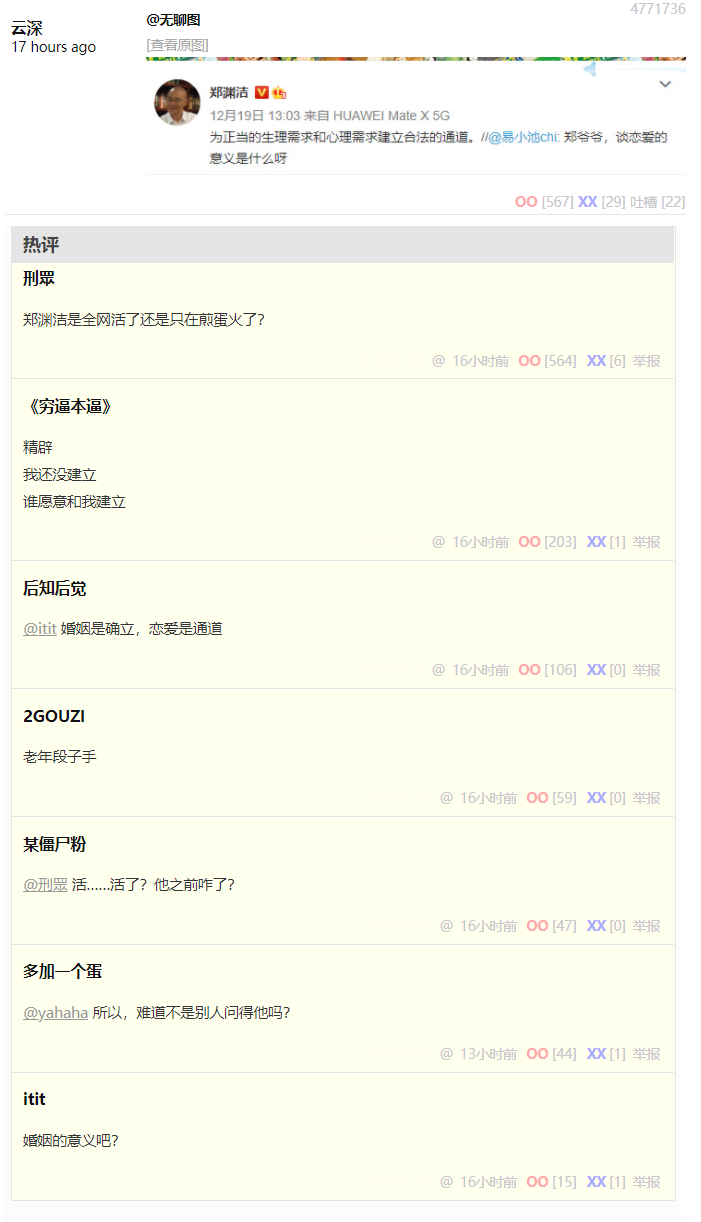 云深
17 hours ago
@无聊图
4771736
[查看原图]
郑渊洁
12月19日 13:03 来自 HUAWEI Mate X 5G
为正当的生理需求和心理需求建立合法的通道。//@易小池chi: 郑爷爷，谈恋爱的
意义是什么呀
OO [567] XX [29] 吐槽 [22]
热评
刑眾
郑渊洁是全网活了还是只在煎蛋火了？
@ 16小时前 OO [564] XX [6] 举报
《穷逼本逼》
精辟
我还没建立
谁愿意和我建立
@ 16小时前 OO [203] XX [1] 举报
后知后觉
@itit 婚姻是确立，恋爱是通道
@ 16小时前 OO [106] XX [0] 举报
2GOUZI
老年段子手
@ 16小时前 OO [59] XX [0] 举报
某僵尸粉
@刑眾 活……活了？他之前咋了？
@ 16小时前 OO [47] XX [0] 举报
多加一个蛋
@yahaha 所以，难道不是别人问得他吗？
@ 13小时前 OO [44] XX [1] 举报
itit
婚姻的意义吧？
@ 16小时前 OO [15] XX [1] 举报